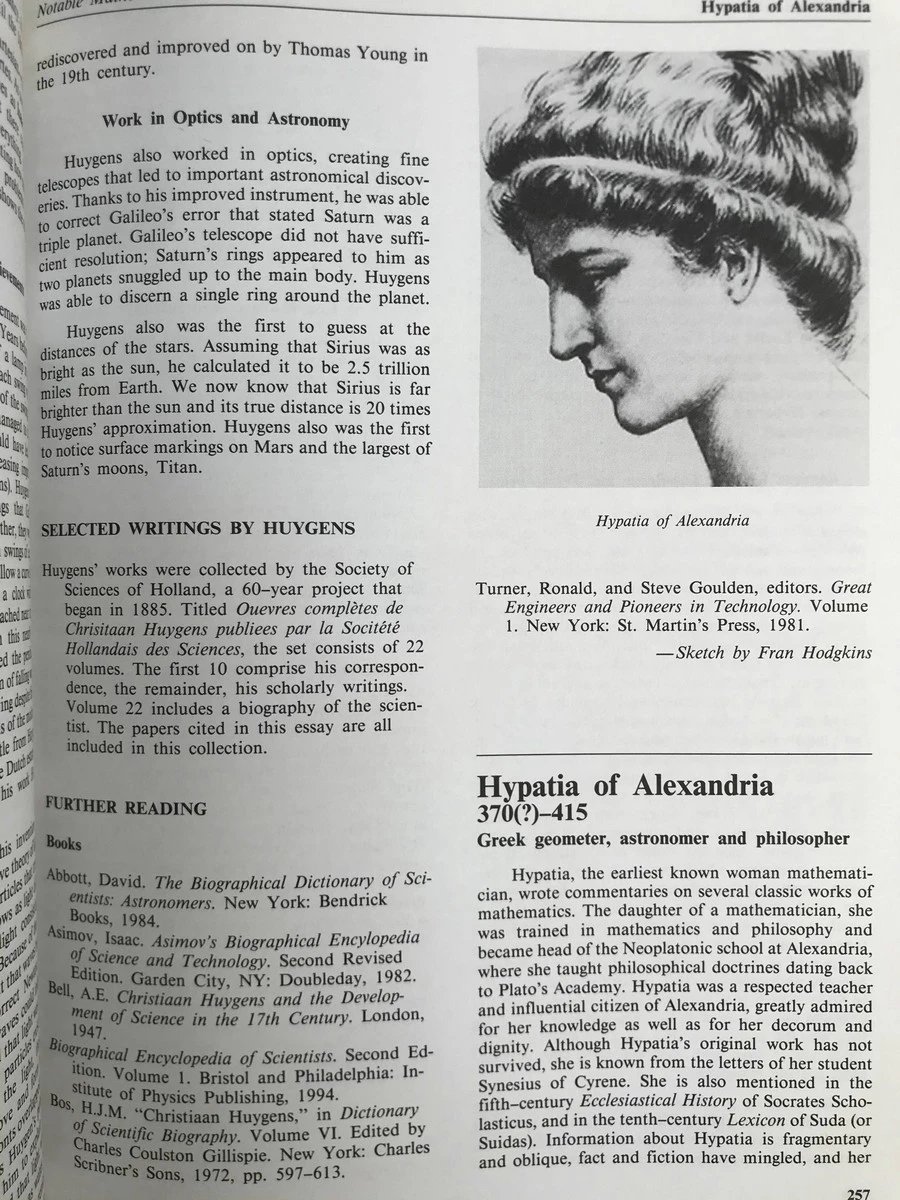 Notable
Hypatia of Alexandria
rediscovered and improved on by Thomas Young in
the 19th century.
Work in Optics and Astronomy
Huygens also worked in optics, creating fine
telescopes that led to important astronomical discov-
eries. Thanks to his improved instrument, he was able
to correct Galileo's error that stated Saturn was a
triple planet. Galileo's telescope did not have suffi-
cient resolution; Saturn's rings appeared to him as
two planets snuggled up to the main body. Huygens
was able to discern a single ring around the planet.
Huygens also was the first to guess at the
distances of the stars. Assuming that Sirius was as
bright as the sun, he calculated it to be 2.5 trillion
miles from Earth. We now know that Sirius is far
brighter than the sun and its true distance is 20 times
Huygens' approximation. Huygens also was the first
to notice surface markings on Mars and the largest of
Saturn's moons, Titan.
SELECTED WRITINGS BY HUYGENS
Huygens' works were collected by the Society of
Sciences of Holland, a 60–year project that
began in 1885. Titled Ouevres complètes de
Chrisitaan Huygens publiees par la Socitété
Hollandais des Sciences, the set consists of 22
volumes. The first 10 comprise his correspon-
dence, the remainder, his scholarly writings.
Volume 22 includes a biography of the scien-
tist. The papers cited in this essay are all
included in this collection.
FURTHER READING
Books
Abbott, David. The Biographical Dictionary of Sci-
entists: Astronomers. New York: Bendrick
Books, 1984.
Asimov, Isaac. Asimov's Biographical Encylopedia
of Science and Technology. Second Revised
Edition. Garden City, NY: Doubleday, 1982.
Bell, A.E. Christiaan Huygens and the Develop-
ment of Science in the 17th Century. London,
1947.
Biographical Encyclopedia of Scientists. Second Ed-
ition. Volume 1. Bristol and Philadelphia: In-
stitute of Physics Publishing, 1994.
Bos, H.J.M. "Christiaan Huygens," in Dictionary
of Scientific Biography. Volume VI. Edited by
Charles Coulston Gillispie. New York: Charles
Scribner's Sons, 1972, pp. 597–613.
Hypatia of Alexandria
Turner, Ronald, and Steve Goulden, editors. Great
Engineers and Pioneers in Technology. Volume
1. New York: St. Martin's Press, 1981.
—Sketch by Fran Hodgkins
Hypatia of Alexandria
370(?)–415
Greek geometer, astronomer and philosopher
Hypatia, the earliest known woman mathemati-
cian, wrote commentaries on several classic works of
mathematics. The daughter of a mathematician, she
was trained in mathematics and philosophy and
became head of the Neoplatonic school at Alexandria,
where she taught philosophical doctrines dating back
to Plato's Academy. Hypatia was a respected teacher
and influential citizen of Alexandria, greatly admired
for her knowledge as well as for her decorum and
dignity. Although Hypatia's original work has not
survived, she is known from the letters of her student
Synesius of Cyrene. She is also mentioned in the
fifth–century Ecclesiastical History of Socrates Scho-
lasticus, and in the tenth–century Lexicon of Suda (or
Suidas). Information about Hypatia is fragmentary
and oblique, fact and fiction have mingled, and her
257